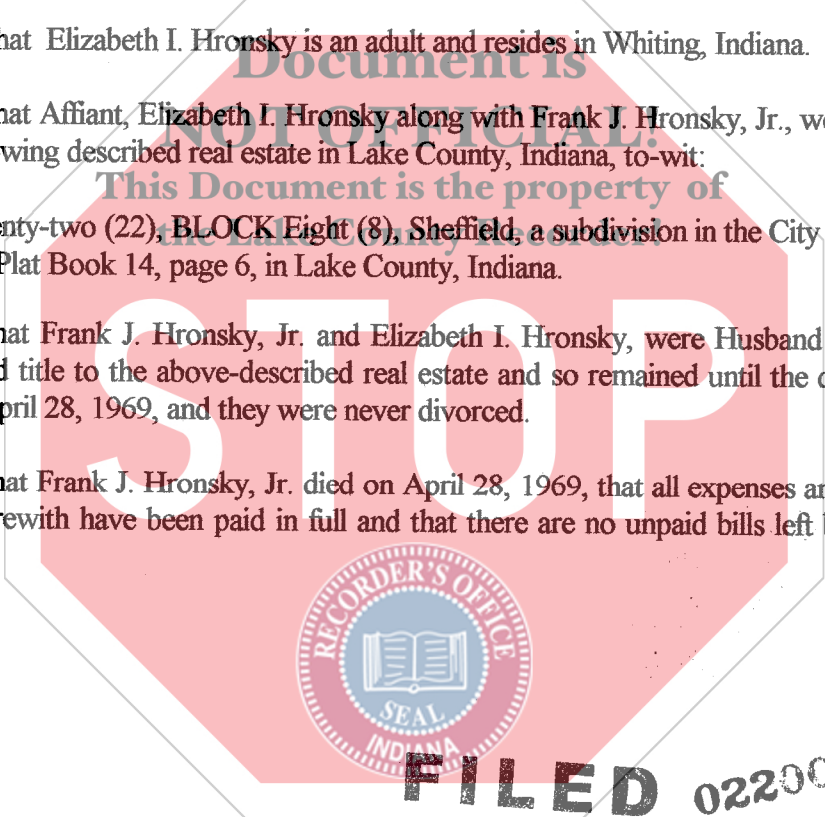 hat Elizabeth I. Hronsky is an adult and resides in Whiting, Indiana.
Document is
hat Affiant, Elizabeth I. Hronsky along with Frank J. Hronsky, Jr., we
NOT OFFICIAL!
wing described real estate in Lake County, Indiana, to-wit:
This Document is the property of
nty-two (22), BLOCK Eight (8), Sheffield, a subdivision in the City
the Lake County Recorder!
Plat Book 14, page 6, in Lake County, Indiana.
hat Frank J. Hronsky, Jr. and Elizabeth I. Hronsky, were Husband
d title to the above-described real estate and so remained until the d
pril 28, 1969, and they were never divorced.
STOP
hat Frank J. Hronsky, Jr. died on April 28, 1969, that all expenses an
rewith have been paid in full and that there are no unpaid bills left
RECORDER'S OFFICE
SEAL
INDIANA
FILED 02200